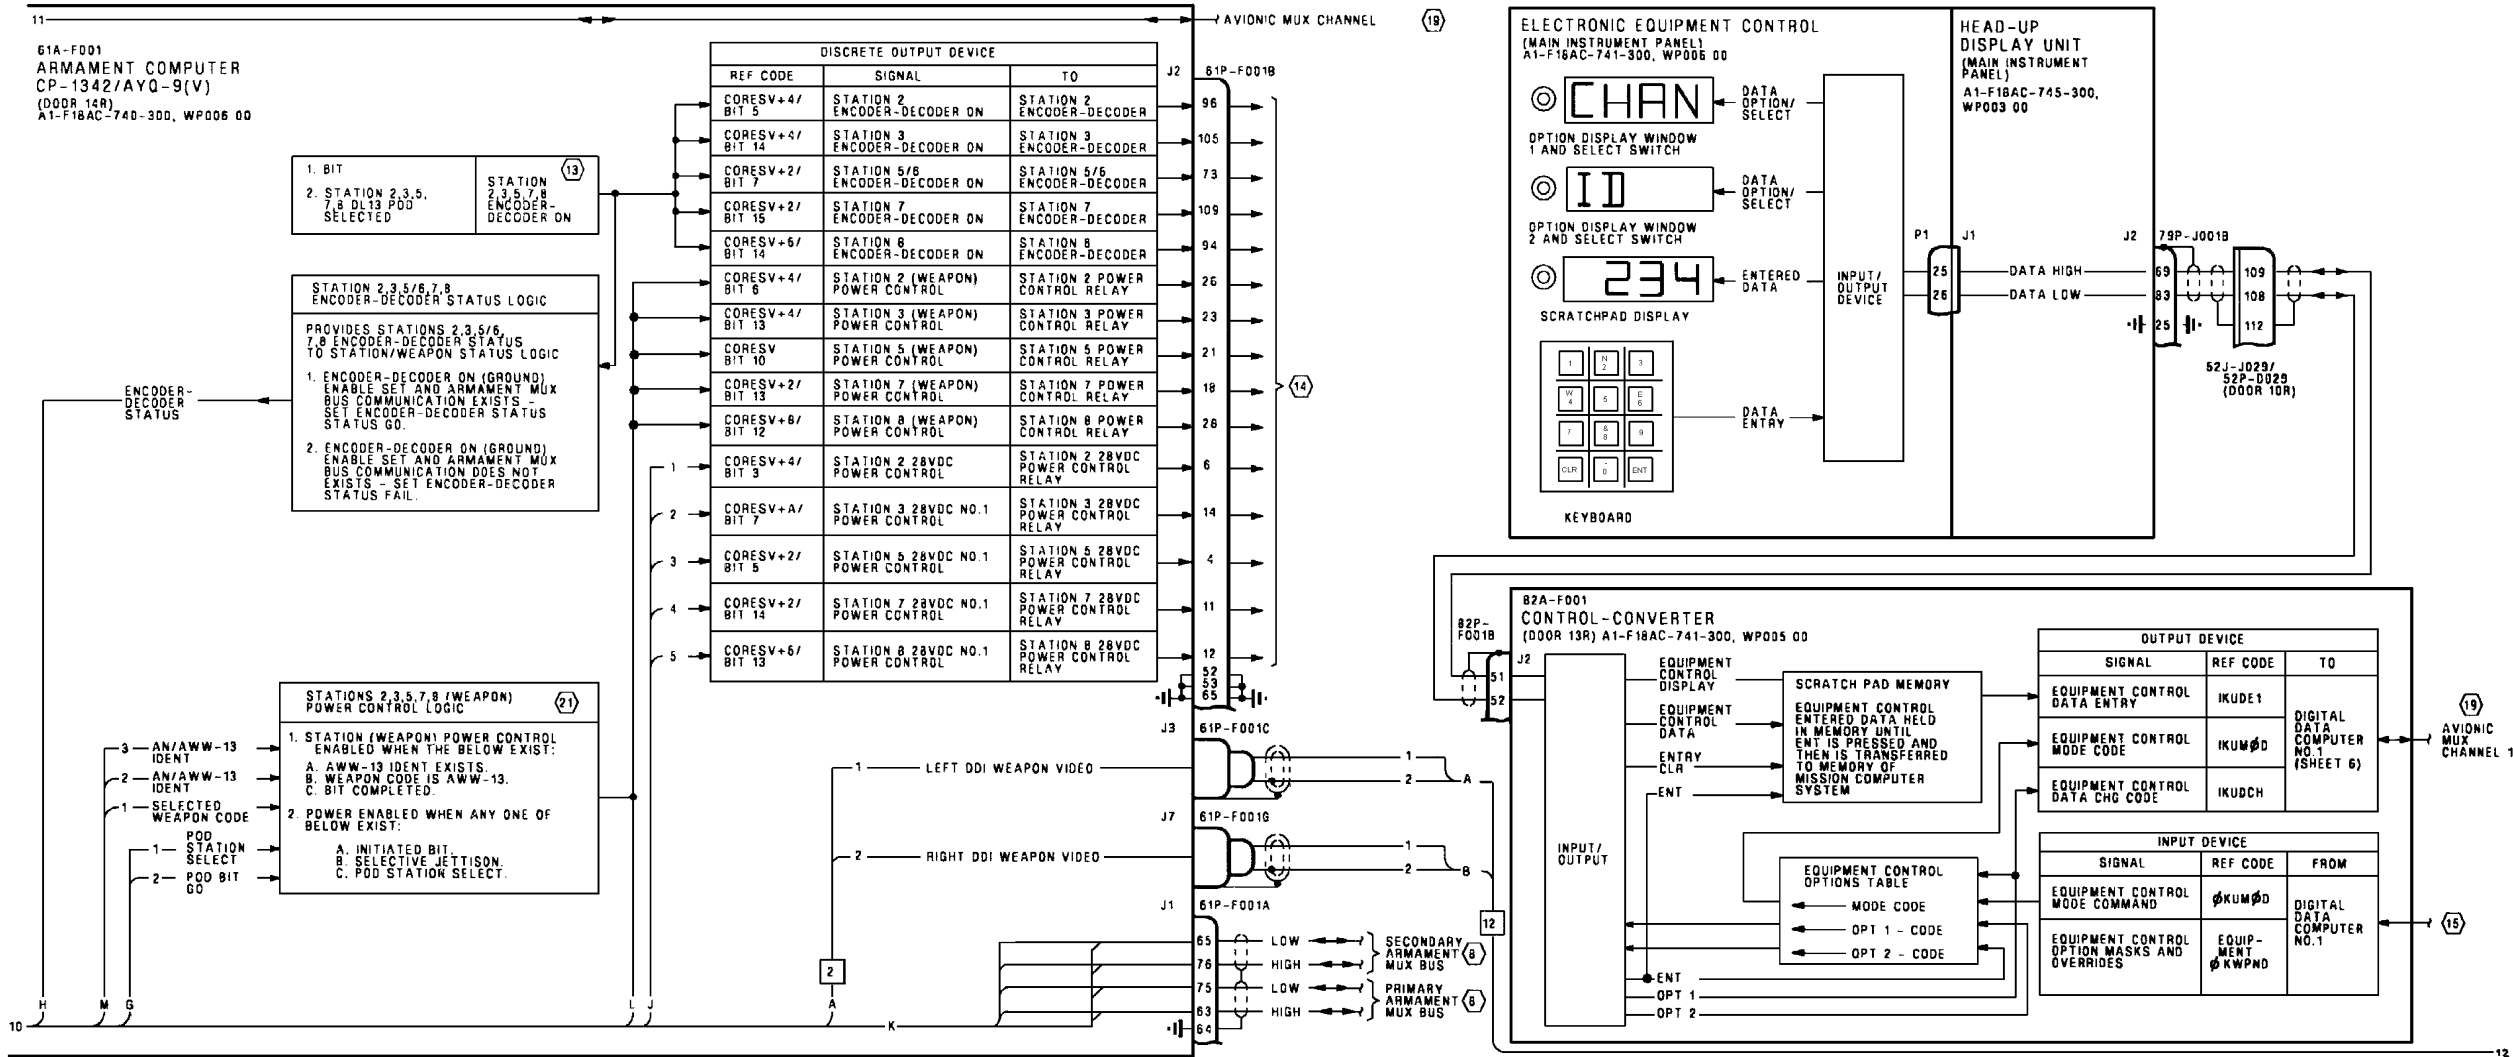 11
AVIONIC MUX CHANNEL
19
61A-F001
ARMAMENT COMPUTER
CP-1342/AYQ-9(V)
(DOOR 14R)
A1-F18AC-740-300, WP006 00
1. BIT
2. STATION 2,3,5,
7,8 DL13 POD
SELECTED
13
STATION
2,3,5,7,8
ENCODER-
DECODER ON
STATION 2,3,5/6,7,8
ENCODER-DECODER STATUS LOGIC
PROVIDES STATIONS 2,3,5/6,
7,8 ENCODER-DECODER STATUS
TO STATION/WEAPON STATUS LOGIC
1. ENCODER-DECODER ON (GROUND)
ENABLE SET AND ARMAMENT MUX
BUS COMMUNICATION EXISTS -
SET ENCODER-DECODER STATUS
STATUS GO.
2. ENCODER-DECODER ON (GROUND)
ENABLE SET AND ARMAMENT MUX
BUS COMMUNICATION DOES NOT
EXISTS - SET ENCODER-DECODER
STATUS FAIL.
ENCODER-
DECODER
STATUS
STATIONS 2,3,5,7,8 (WEAPON)
POWER CONTROL LOGIC
21
1. STATION (WEAPON) POWER CONTROL
ENABLED WHEN THE BELOW EXIST:
A. AWW-13 IDENT EXISTS.
B. WEAPON CODE IS AWW-13.
C. BIT COMPLETED.
2. POWER ENABLED WHEN ANY ONE OF
BELOW EXIST:
A. INITIATED BIT.
B. SELECTIVE JETTISON.
C. POD STATION SELECT.
3 AN/AWW-13
IDENT
2 AN/AWW-13
IDENT
1 SELECTED
WEAPON CODE
POD
1 STATION
SELECT
2 POD BIT
GO
H
M
G
L
J
A
K
10
DISCRETE OUTPUT DEVICE
REF CODE SIGNAL TO
J2 61P-F001B
CORESV+4/ STATION 2 STATION 2 96
BIT 5 ENCODER-DECODER ON ENCODER-DECODER
CORESV+4/ STATION 3 STATION 3 105
BIT 14 ENCODER-DECODER ON ENCODER-DECODER
CORESV+2/ STATION 5/6 STATION 5/6 73
BIT 7 ENCODER-DECODER ON ENCODER-DECODER
CORESV+2/ STATION 7 STATION 7 109
BIT 15 ENCODER-DECODER ON ENCODER-DECODER
CORESV+6/ STATION 8 STATION 8 94
BIT 14 ENCODER-DECODER ON ENCODER-DECODER
CORESV+4/ STATION 2 (WEAPON) STATION 2 POWER 26
BIT 6 POWER CONTROL CONTROL RELAY
CORESV+4/ STATION 3 (WEAPON) STATION 3 POWER 23
BIT 13 POWER CONTROL CONTROL RELAY
CORESV STATION 5 (WEAPON) STATION 5 POWER 21
BIT 10 POWER CONTROL CONTROL RELAY
CORESV+2/ STATION 7 (WEAPON) STATION 7 POWER 18
BIT 13 POWER CONTROL CONTROL RELAY
STATION 8 (WEAPON) STATION 8 POWER 28
BIT 12 POWER CONTROL CONTROL RELAY
1 CORESV+4/ STATION 2 28VDC STATION 2 28VDC 6
BIT 3 POWER CONTROL POWER CONTROL
RELAY
2 CORESV+A/ STATION 3 28VDC NO.1 STATION 3 28VDC 14
BIT 7 POWER CONTROL POWER CONTROL
RELAY
3 CORESV+2/ STATION 5 28VDC NO.1 STATION 5 28VDC 4
BIT 5 POWER CONTROL POWER CONTROL
RELAY
4 CORESV+2/ STATION 7 28VDC NO.1 STATION 7 28VDC 11
BIT 14 POWER CONTROL POWER CONTROL
RELAY
5 CORESV+6/ STATION 8 28VDC NO.1 STATION 8 28VDC 12
BIT 13 POWER CONTROL POWER CONTROL
RELAY
52
53
65
14
J3 61P-F001C
1 LEFT DDI WEAPON VIDEO 1
2 A
J7 61P-F001G
2 RIGHT DDI WEAPON VIDEO 1
2 B
J1 61P-F001A
2
12
65 LOW
76 HIGH
SECONDARY
ARMAMENT
MUX BUS
8
75 LOW
63 HIGH
PRIMARY
ARMAMENT
MUX BUS
8
64
ELECTRONIC EQUIPMENT CONTROL
(MAIN INSTRUMENT PANEL)
A1-F18AC-741-300, WP006 00
CHAN
DATA
OPTION/
SELECT
OPTION DISPLAY WINDOW
1 AND SELECT SWITCH
ID
DATA
OPTION/
SELECT
OPTION DISPLAY WINDOW
2 AND SELECT SWITCH
234
ENTERED
DATA
SCRATCHPAD DISPLAY
1 N 2 3
W 4 5 E 6
7 & 8 9
CLR - 0 ENT
KEYBOARD
DATA
ENTRY
INPUT/
OUTPUT
DEVICE
HEAD-UP
DISPLAY UNIT
(MAIN INSTRUMENT
PANEL)
A1-F18AC-745-300,
WP003 00
P1 J1
J2 79P-J001B
25 DATA HIGH 69 109
26 DATA LOW 83 108
25 112
52J-J029/
52P-D029
(DOOR 10R)
82A-F001
CONTROL-CONVERTER
(DOOR 13R) A1-F18AC-741-300, WP005 00
82P-
F001B
J2
51
52
INPUT/
OUTPUT
EQUIPMENT
CONTROL
DISPLAY
EQUIPMENT
CONTROL
DATA
ENTRY
CLR
ENT
SCRATCH PAD MEMORY
EQUIPMENT CONTROL
ENTERED DATA HELD
IN MEMORY UNTIL
ENT IS PRESSED AND
THEN IS TRANSFERRED
TO MEMORY OF
MISSION COMPUTER
SYSTEM
EQUIPMENT CONTROL
OPTIONS TABLE
MODE CODE
OPT 1 - CODE
OPT 2 - CODE
ENT
OPT 1
OPT 2
OUTPUT DEVICE
SIGNAL REF CODE TO
EQUIPMENT CONTROL
DATA ENTRY
IKUDE1
EQUIPMENT CONTROL
MODE CODE
IKUMØD
EQUIPMENT CONTROL
DATA CHG CODE
IKUDCH
DIGITAL
DATA
COMPUTER
NO.1
(SHEET 6)
19
AVIONIC
MUX
CHANNEL 1
INPUT DEVICE
SIGNAL REF CODE FROM
EQUIPMENT CONTROL
MODE COMMAND
ØKUMØD
EQUIPMENT CONTROL
OPTION MASKS AND
OVERRIDES
EQUIP-
MENT
ØKWPND
DIGITAL
DATA
COMPUTER
NO.1
15
12